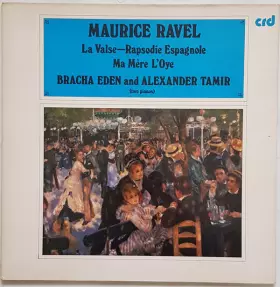 MAURICE RAVEL
crd
La Valse—Rapsodie Espagnole
Ma Mère L'Oye
BRACHA EDEN and ALEXANDER TAMIR
(two pianos)